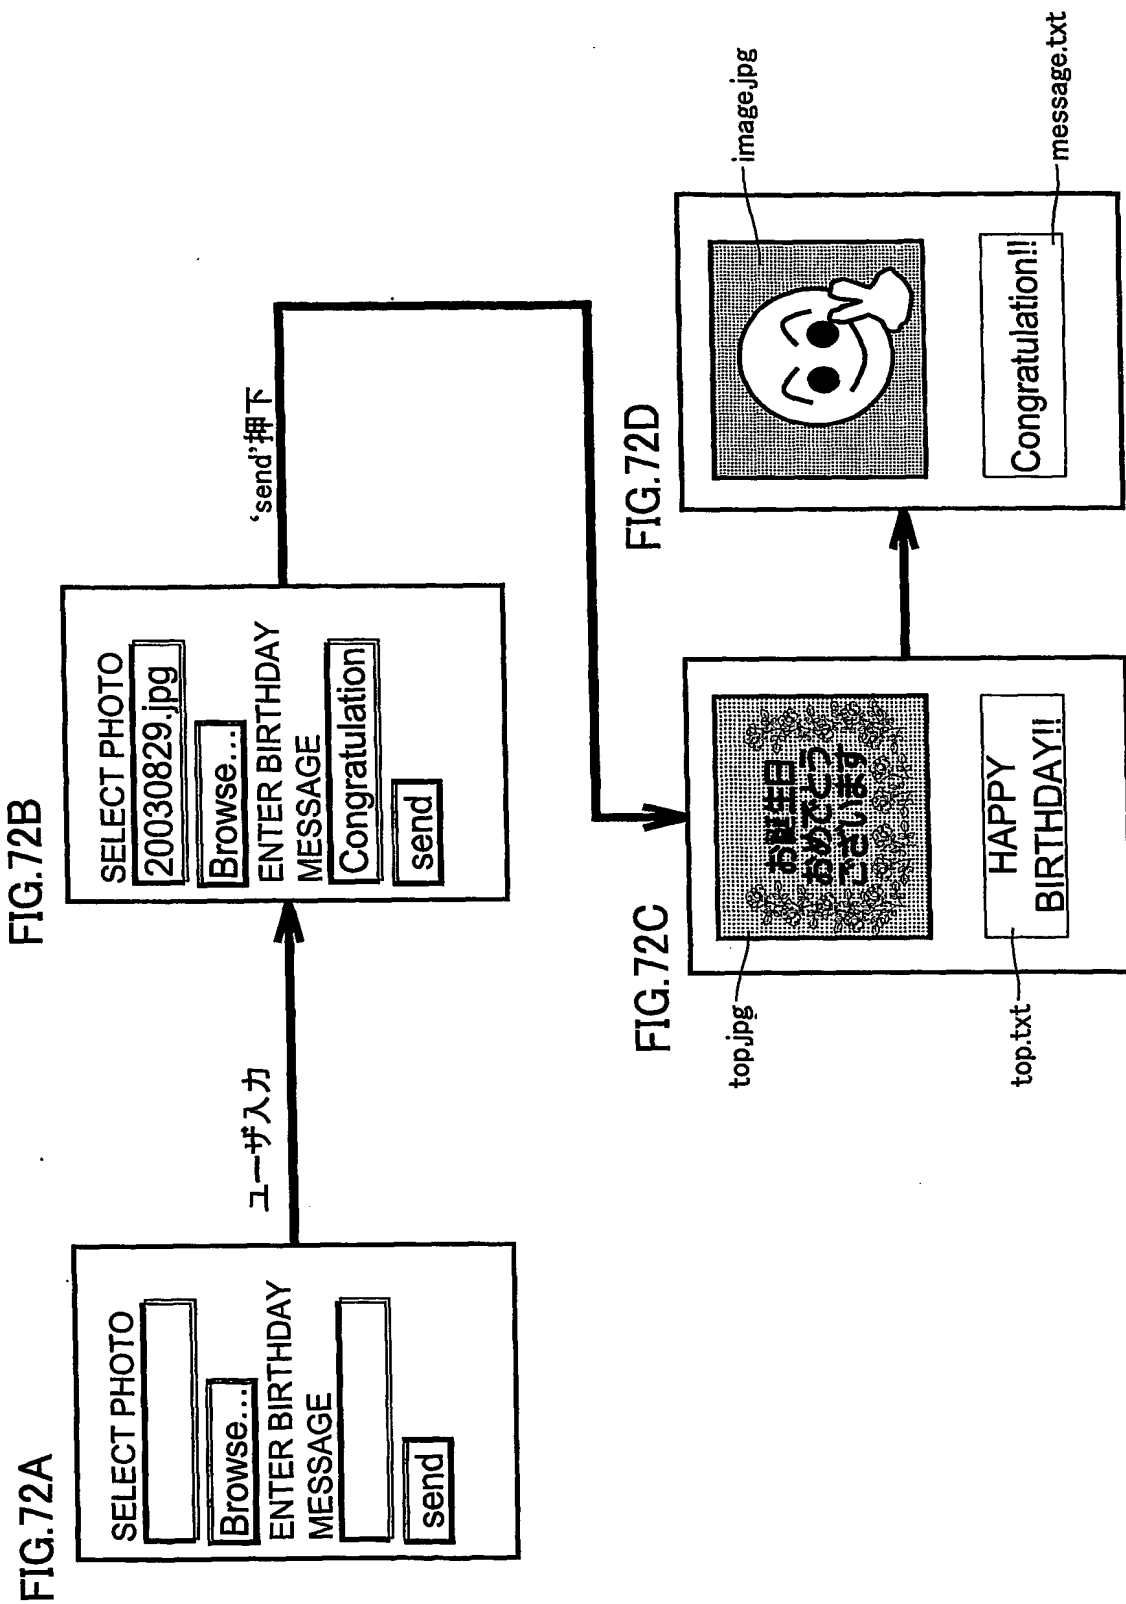 FIG.72A
SELECT PHOTO
Browse...
ENTER BIRTHDAY
MESSAGE
send
ユーザ入力
FIG.72B
SELECT PHOTO
20030829.jpg
Browse...
ENTER BIRTHDAY
MESSAGE
Congratulation
send
‘send’押下
FIG.72C
top.jpg
お誕生日
おめでとう
ございます
top.txt
HAPPY
BIRTHDAY!!
FIG.72D
image.jpg
Congratulation!!
message.txt